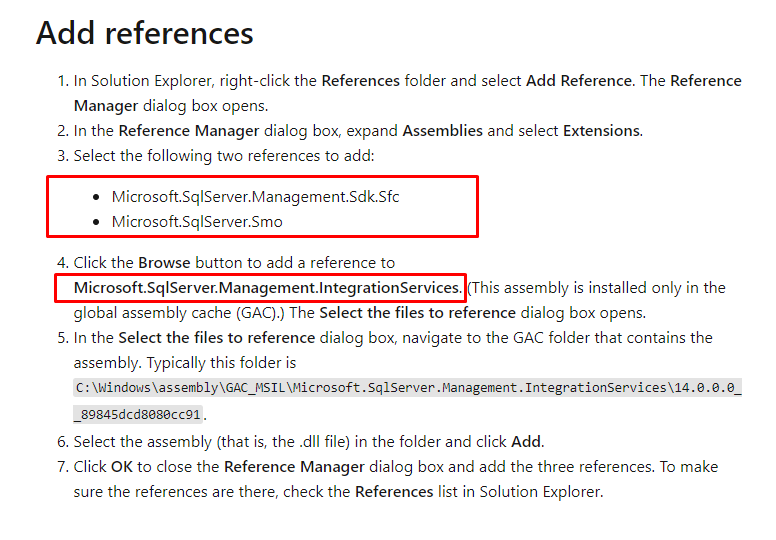 Add references
1. In Solution Explorer, right-click the References folder and select Add Reference. The Reference
Manager dialog box opens.
2. In the Reference Manager dialog box, expand Assemblies and select Extensions.
3. Select the following two references to add:
• Microsoft.SqlServer.Management.Sdk.Sfc
• Microsoft.SqlServer.Smo
4. Click the Browse button to add a reference to
Microsoft.SqlServer.Management.IntegrationServices. (This assembly is installed only in the
global assembly cache (GAC).) The Select the files to reference dialog box opens.
5. In the Select the files to reference dialog box, navigate to the GAC folder that contains the
assembly. Typically this folder is
C:\Windows\assembly\GAC_MSIL\Microsoft.SqlServer.Management.IntegrationServices\14.0.0.0_
_89845dcd8080cc91.
6. Select the assembly (that is, the .dll file) in the folder and click Add.
7. Click OK to close the Reference Manager dialog box and add the three references. To make
sure the references are there, check the References list in Solution Explorer.